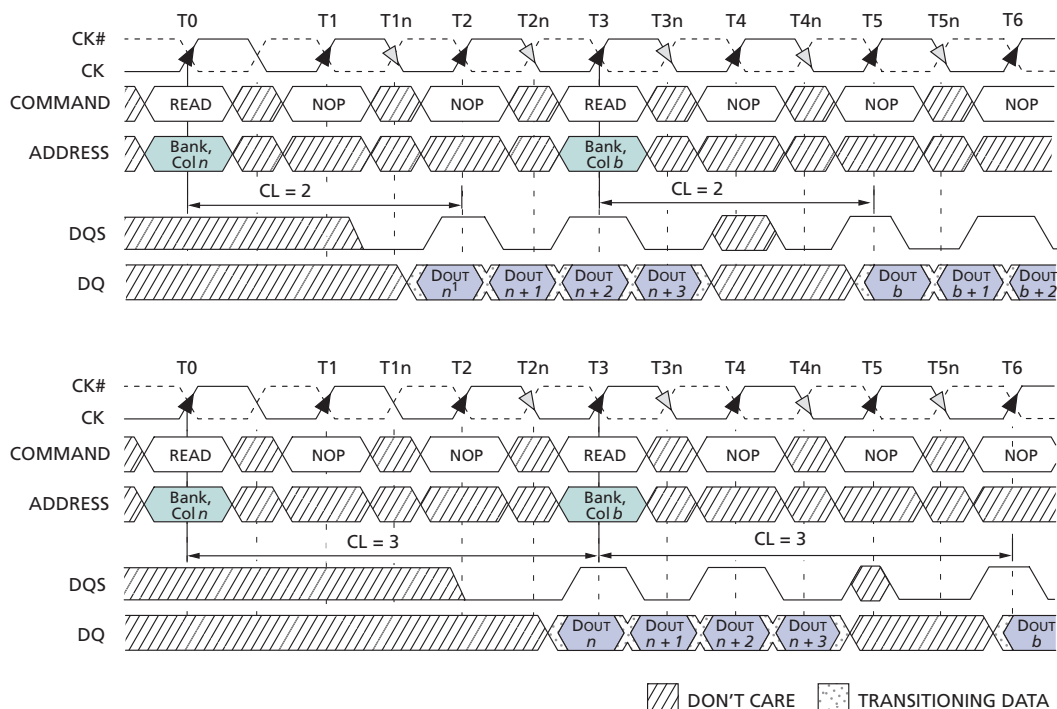 T0 T1 T1n T2 T2n T3 T3n T4 T4n T5 T5n T6
CK#
CK
COMMAND READ NOP NOP READ NOP NOP NOP
ADDRESS Bank, Col n Bank, Col b
CL = 2 CL = 2
DQS
DQ DOUT n¹ DOUT n + 1 DOUT n + 2 DOUT n + 3 DOUT b DOUT b + 1 DOUT b + 2
T0 T1 T1n T2 T2n T3 T3n T4 T4n T5 T5n T6
CK#
CK
COMMAND READ NOP NOP READ NOP NOP NOP
ADDRESS Bank, Col n Bank, Col b
CL = 3 CL = 3
DQS
DQ DOUT n DOUT n + 1 DOUT n + 2 DOUT n + 3 DOUT b
DON'T CARE TRANSITIONING DATA